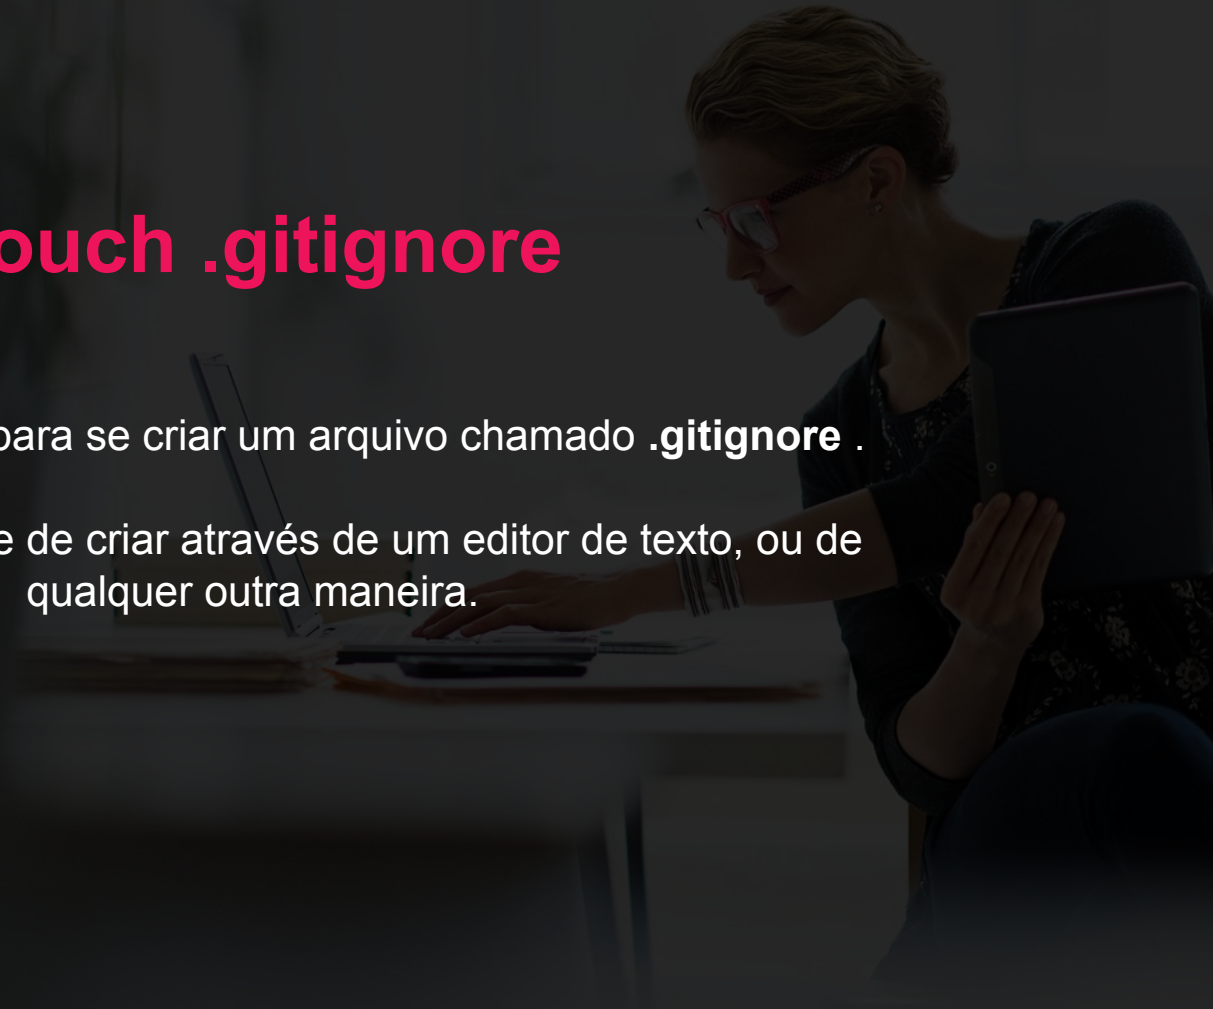 ouch .gitignore
para se criar um arquivo chamado .gitignore .
e de criar através de um editor de texto, ou de
qualquer outra maneira.